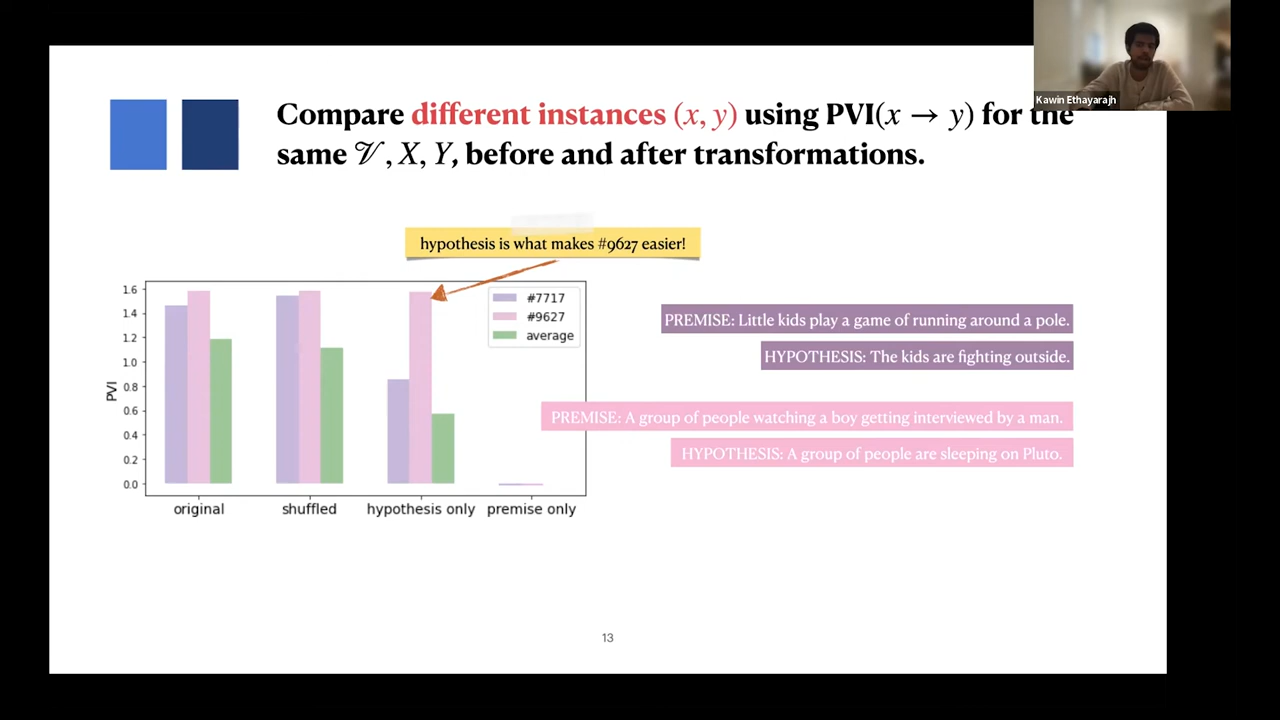 Kawin Ethayarajh
Compare different instances (x, y) using PVI(x → y) for the
same 𝒱, X, Y, before and after transformations.
hypothesis is what makes #9627 easier!
1.6
1.4
1.2
1.0
0.8
0.6
0.4
0.2
0.0
PVI
#7717
#9627
average
original shuffled hypothesis only premise only
PREMISE: Little kids play a game of running around a pole.
HYPOTHESIS: The kids are fighting outside.
PREMISE: A group of people watching a boy getting interviewed by a man.
HYPOTHESIS: A group of people are sleeping on Pluto.
13